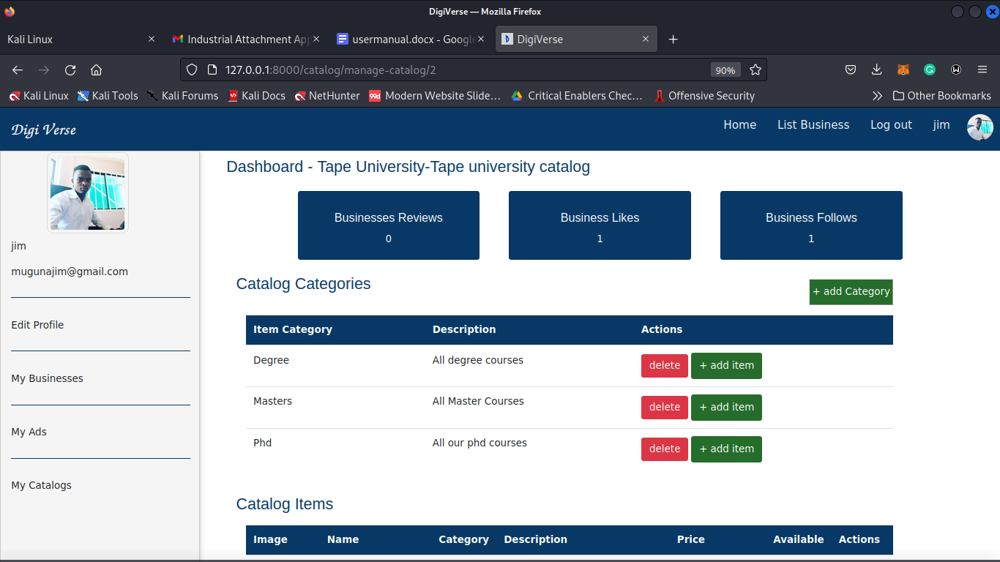 DigiVerse — Mozilla Firefox
Kali Linux
Industrial Attachment App
usermanual.docx - Google
DigiVerse
127.0.0.1:8000/catalog/manage-catalog/2
90%
Kali Linux
Kali Tools
Kali Forums
Kali Docs
NetHunter
Modern Website Slide…
Critical Enablers Chec…
Offensive Security
Other Bookmarks
Digi Verse
Home
List Business
Log out
jim
Dashboard - Tape University-Tape university catalog
jim
mugunajim@gmail.com
Edit Profile
My Businesses
My Ads
My Catalogs
Businesses Reviews
0
Business Likes
1
Business Follows
1
Catalog Categories
+ add Category
Item Category Description Actions
Degree All degree courses delete + add item
Masters All Master Courses delete + add item
Phd All our phd courses delete + add item
Catalog Items
Image Name Category Description Price Available Actions